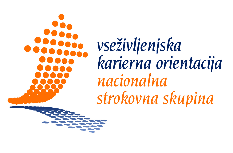 vseživljenjska
karierna orientacija
nacionalna
strokovna skupina